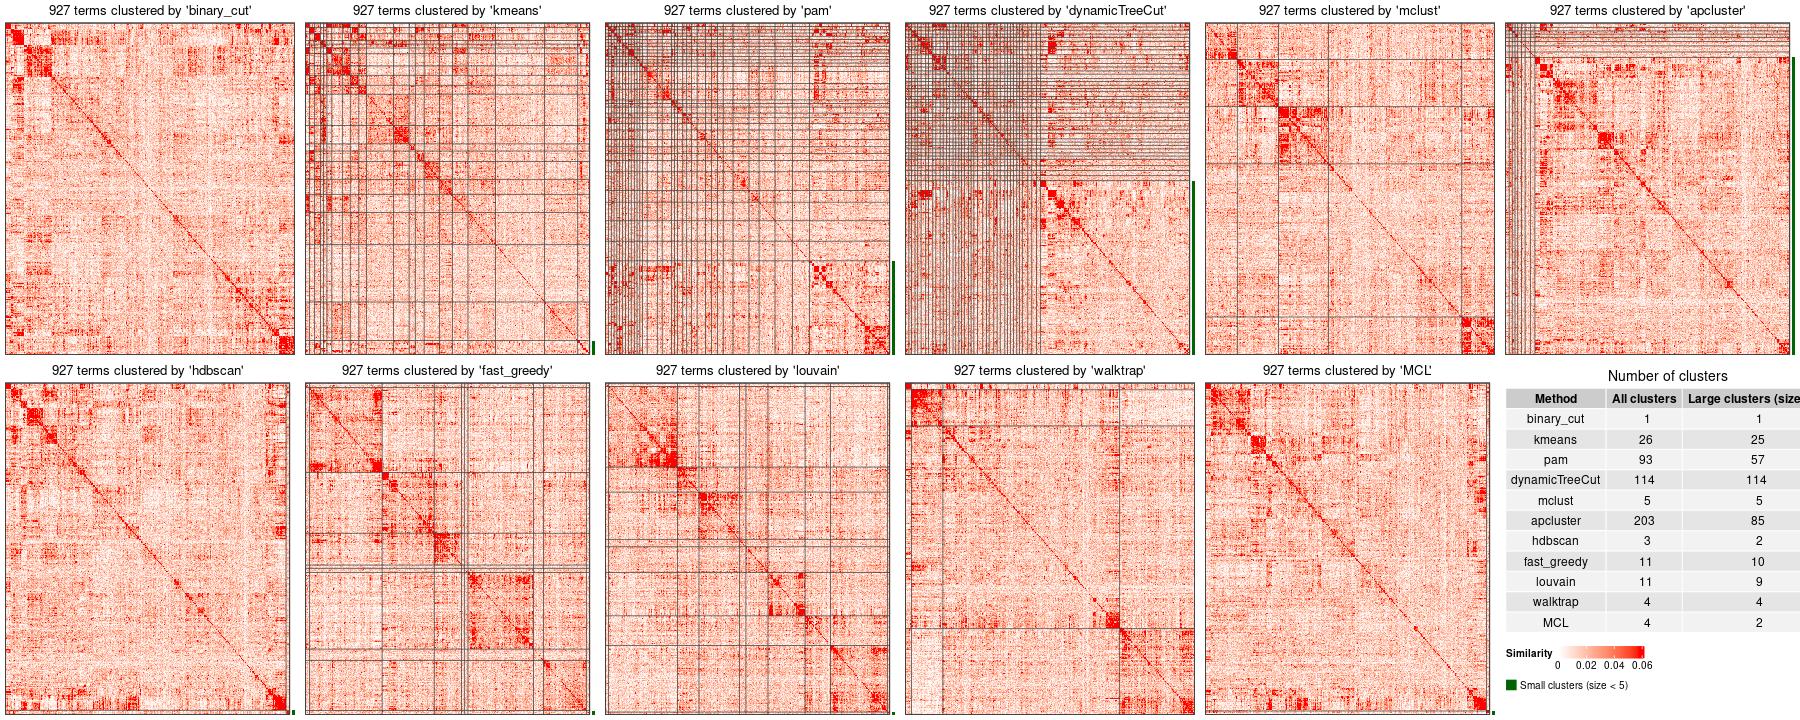 927 terms clustered by 'binary_cut'
927 terms clustered by 'kmeans'
927 terms clustered by 'pam'
927 terms clustered by 'dynamicTreeCut'
927 terms clustered by 'mclust'
927 terms clustered by 'apcluster'
927 terms clustered by 'hdbscan'
927 terms clustered by 'fast_greedy'
927 terms clustered by 'louvain'
927 terms clustered by 'walktrap'
927 terms clustered by 'MCL'
Number of clusters
Method All clusters Large clusters (size
binary_cut 1 1
kmeans 26 25
pam 93 57
dynamicTreeCut 114 114
mclust 5 5
apcluster 203 85
hdbscan 3 2
fast_greedy 11 10
louvain 11 9
walktrap 4 4
MCL 4 2
Similarity
0 0.02 0.04 0.06
Small clusters (size < 5)